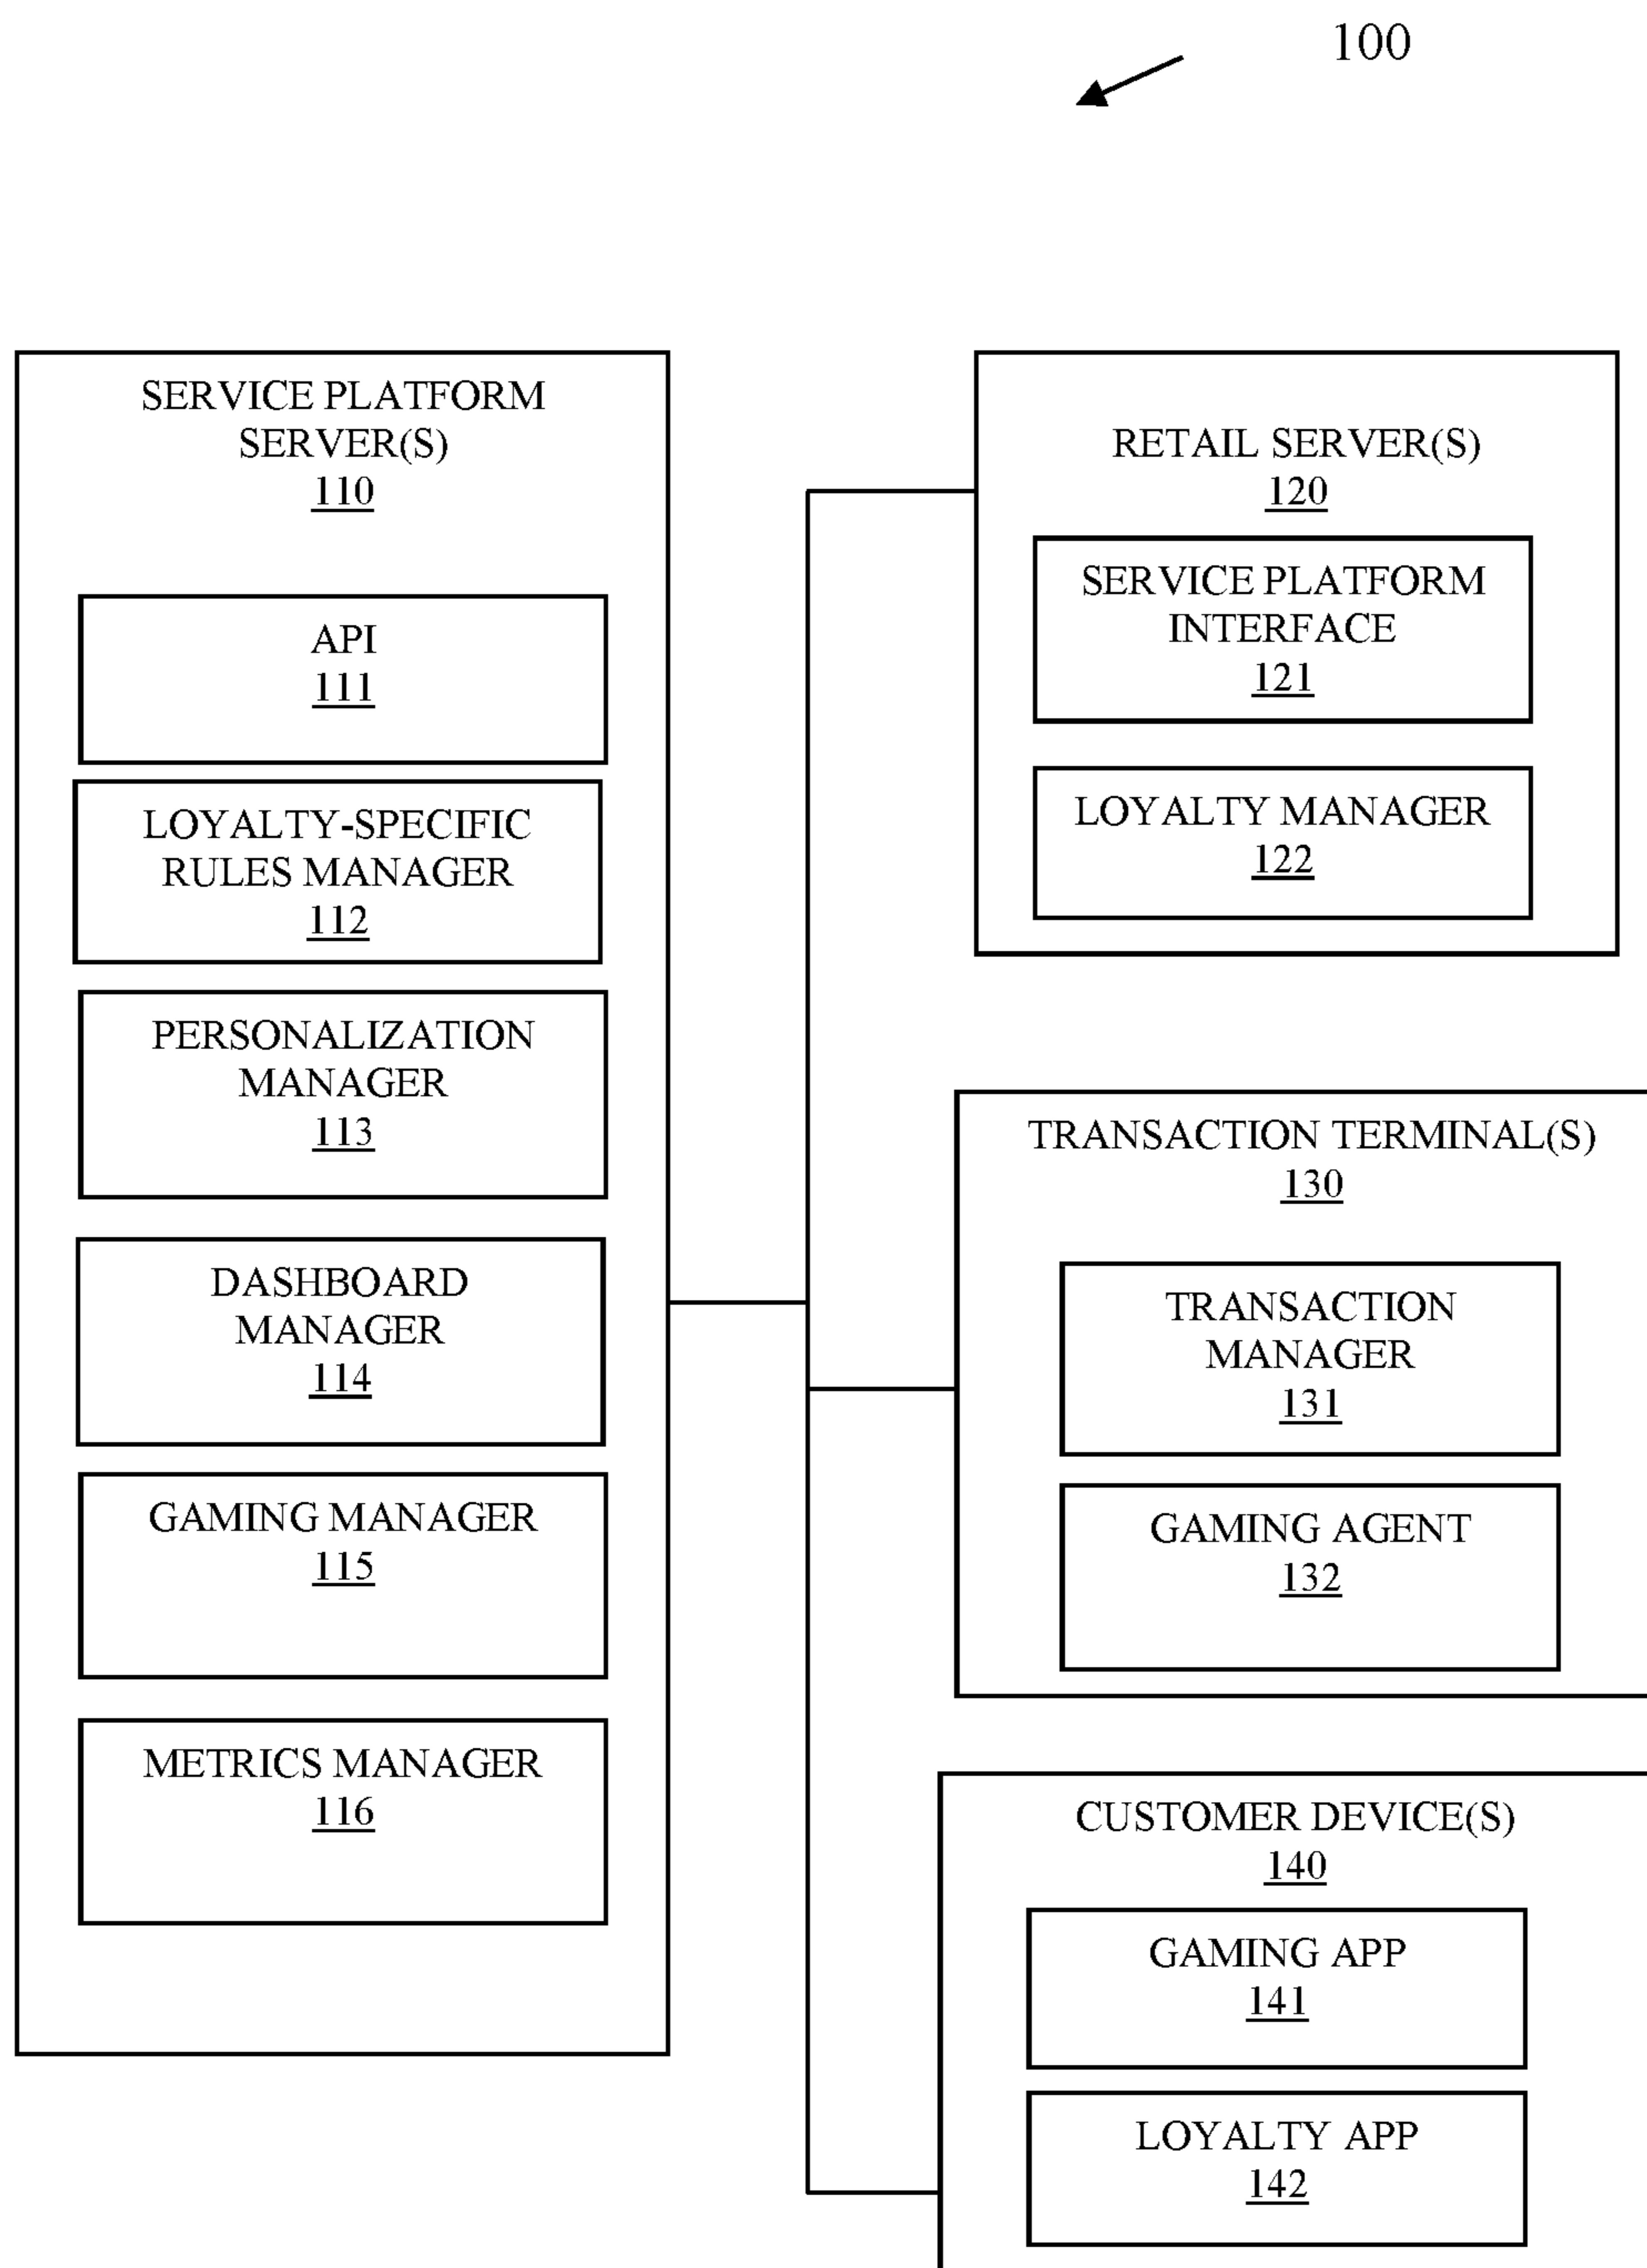 100
SERVICE PLATFORM
SERVER(S)
110
API
111
LOYALTY-SPECIFIC
RULES MANAGER
112
PERSONALIZATION
MANAGER
113
DASHBOARD
MANAGER
114
GAMING MANAGER
115
METRICS MANAGER
116
RETAIL SERVER(S)
120
SERVICE PLATFORM
INTERFACE
121
LOYALTY MANAGER
122
TRANSACTION TERMINAL(S)
130
TRANSACTION
MANAGER
131
GAMING AGENT
132
CUSTOMER DEVICE(S)
140
GAMING APP
141
LOYALTY APP
142